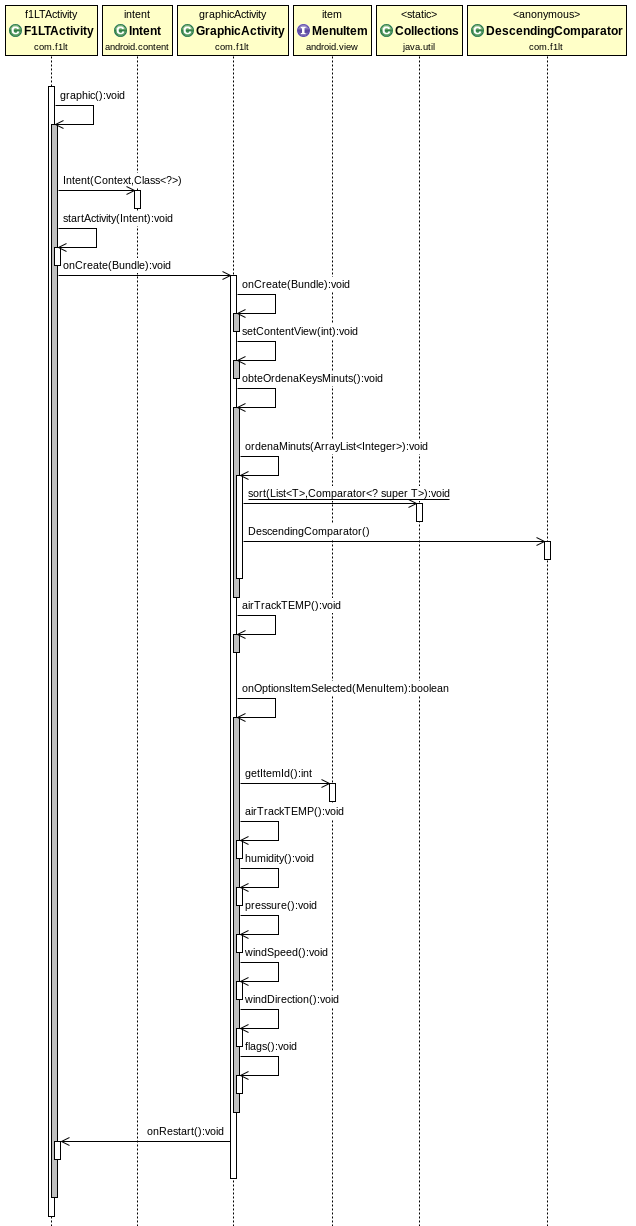 f1LTActivity
F1LTActivity
com.f1lt
intent
Intent
android.content
graphicActivity
GraphicActivity
com.f1lt
item
MenuItem
android.view
<static>
Collections
java.util
<anonymous>
DescendingComparator
com.f1lt
graphic():void
Intent(Context,Class<?>)
startActivity(Intent):void
onCreate(Bundle):void
onCreate(Bundle):void
setContentView(int):void
obteOrdenaKeysMinuts():void
ordenaMinuts(ArrayList<Integer>):void
sort(List<T>,Comparator<? super T>):void
DescendingComparator()
airTrackTEMP():void
onOptionsItemSelected(MenuItem):boolean
getItemId():int
airTrackTEMP():void
humidity():void
pressure():void
windSpeed():void
windDirection():void
flags():void
onRestart():void